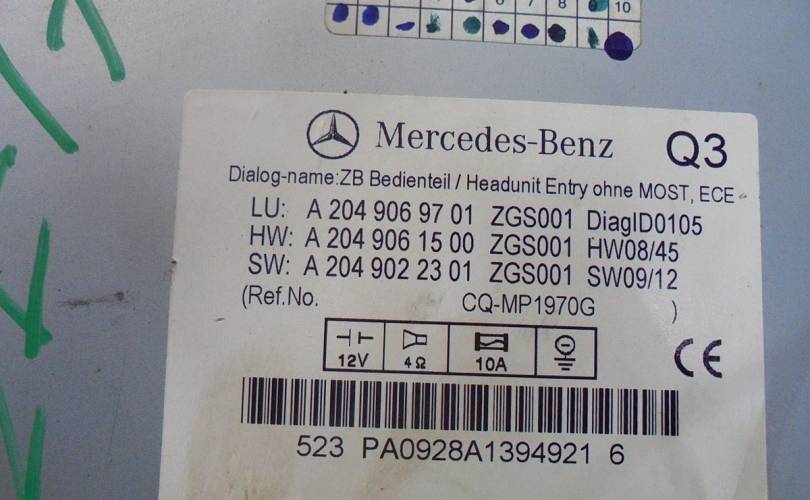 6 7 8 9 10
Mercedes-Benz Q3
Dialog-name:ZB Bedienteil / Headunit Entry ohne MOST, ECE
LU: A 204 906 97 01 ZGS001 DiagID0105
HW: A 204 906 15 00 ZGS001 HW08/45
SW: A 204 902 23 01 ZGS001 SW09/12
(Ref.No. CQ-MP1970G )
12V 4Ω 10A
CE
523 PA0928A1394921 6